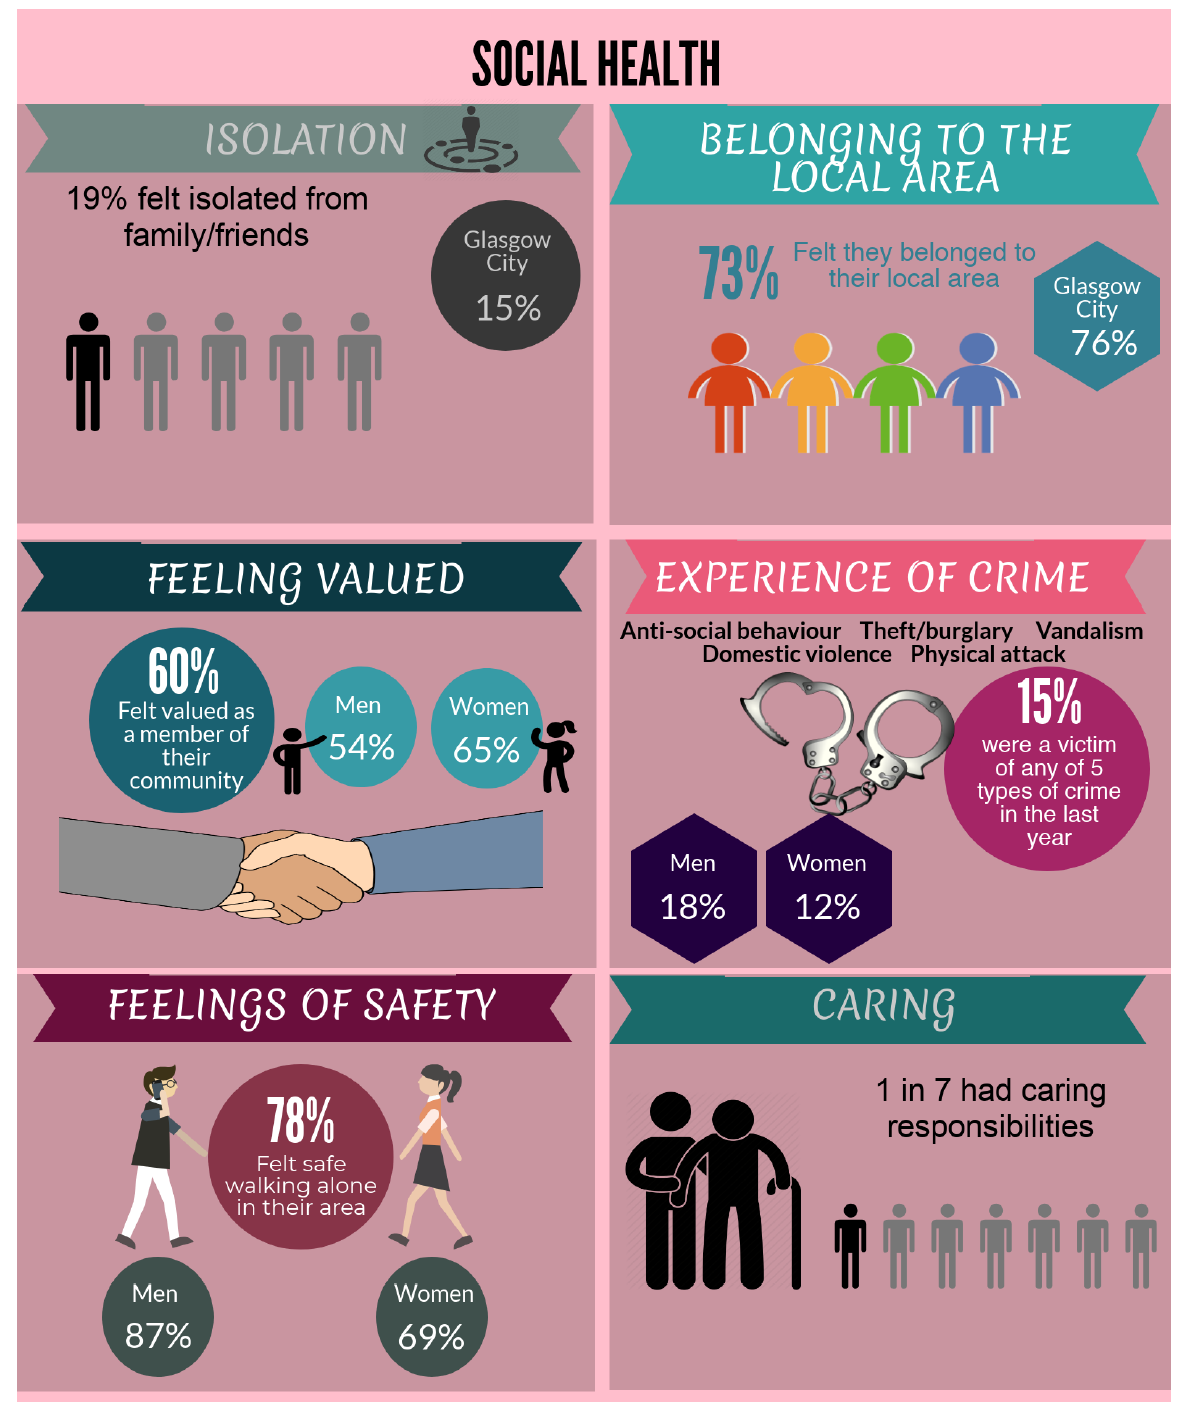 SOCIAL HEALTH
ISOLATION
19% felt isolated from
family/friends
Glasgow
City
15%
BELONGING TO THE
LOCAL AREA
73%
Felt they belonged to
their local area
Glasgow
City
76%
FEELING VALUED
60%
Felt valued as
a member of
their
community
Men
54%
Women
65%
EXPERIENCE OF CRIME
Anti-social behaviour Theft/burglary Vandalism
Domestic violence Physical attack
15%
were a victim
of any of 5
types of crime
in the last
year
Men
18%
Women
12%
FEELINGS OF SAFETY
78%
Felt safe
walking alone
in their area
Men
87%
Women
69%
CARING
1 in 7 had caring
responsibilities